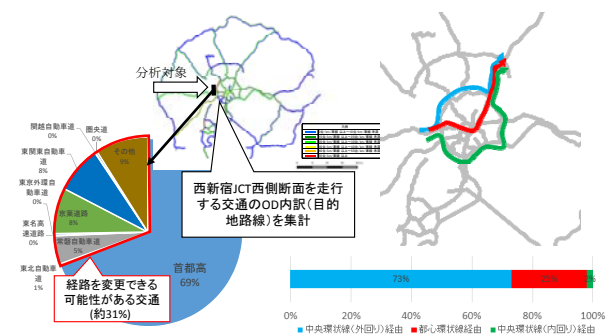 分析対象
関越自動車道
0%
圏央道
0%
その他
9%
東関東自動車
道
8%
東京外環自
動車道
0%
京葉道路
8%
東名高
速道路
0%
常磐自動車道
5%
東北自動車
道
1%
首都高
69%
経路を変更できる
可能性がある交通
(約31%)
西新宿JCT西側断面を走行
する交通のOD内訳（目的
地路線）を集計
73%
0%
20%
40%
60%
80%
100%
中央環状線（外回り）経由
都心環状線経由
中央環状線（内回り）経由